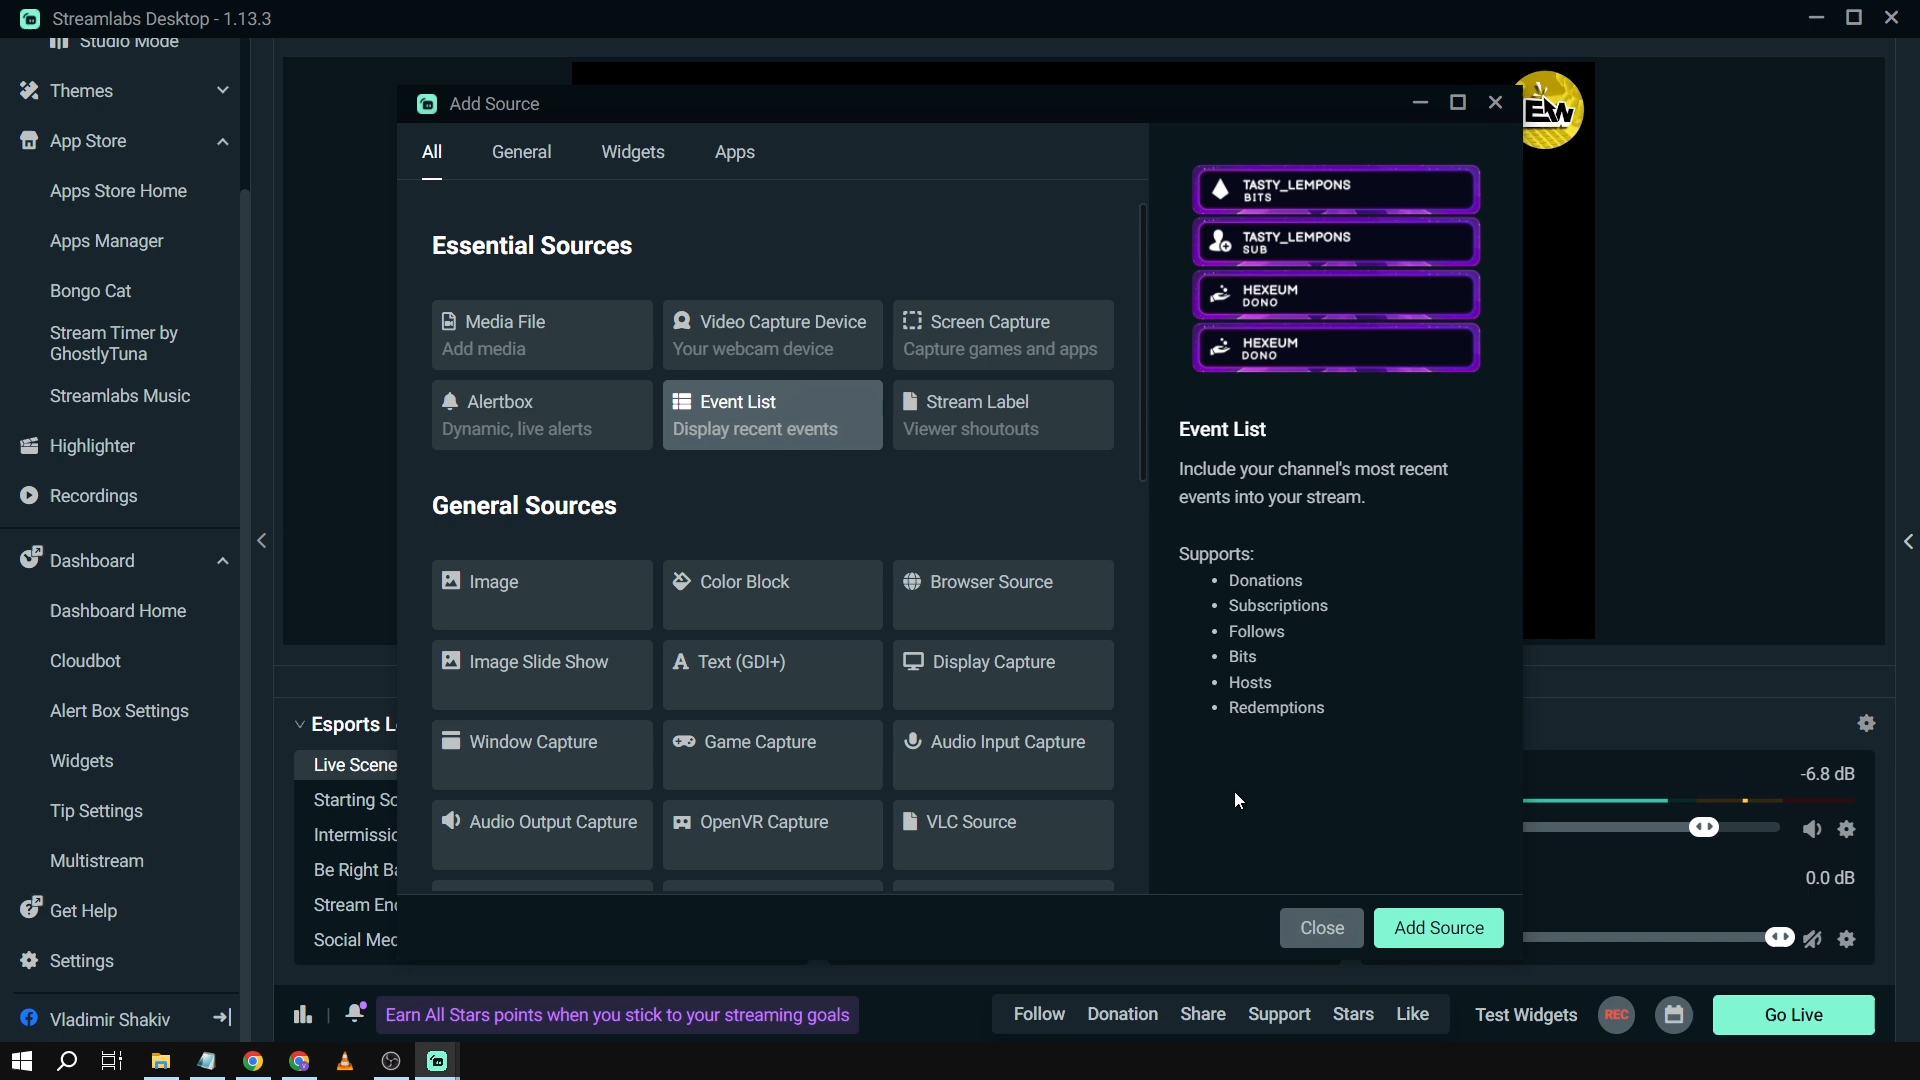 Streamlabs Desktop - 1.13.3
Studio Mode
Themes
App Store
Apps Store Home
Apps Manager
Bongo Cat
Stream Timer by
GhostlyTuna
Streamlabs Music
Highlighter
Recordings
Dashboard
Dashboard Home
Cloudbot
Alert Box Settings
Widgets
Tip Settings
Multistream
Get Help
Settings
Vladimir Shakiv
Add Source
All
General
Widgets
Apps
Essential Sources
Media File
Add media
Video Capture Device
Your webcam device
Screen Capture
Capture games and apps
Alertbox
Dynamic, live alerts
Event List
Display recent events
Stream Label
Viewer shoutouts
General Sources
Image
Color Block
Browser Source
Image Slide Show
Text (GDI+)
Display Capture
Window Capture
Game Capture
Audio Input Capture
Audio Output Capture
OpenVR Capture
VLC Source
TASTY_LEMPONS
BITS
TASTY_LEMPONS
SUB
HEXEUM
DONO
HEXEUM
DONO
Event List
Include your channel's most recent
events into your stream.
Supports:
• Donations
• Subscriptions
• Follows
• Bits
• Hosts
• Redemptions
Close
Add Source
EW
Esports L
Live Scene
Starting Sc
Intermissic
Be Right Ba
Stream End
Social Med
-6.8 dB
0.0 dB
Earn All Stars points when you stick to your streaming goals
Follow
Donation
Share
Support
Stars
Like
Test Widgets
REC
Go Live